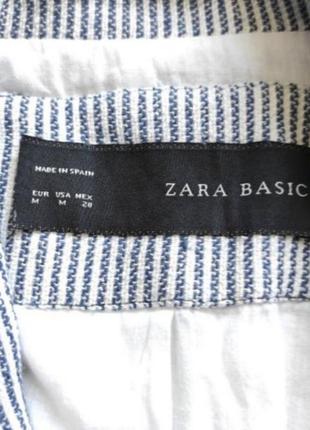 MADE IN SPAIN
EUR USA MEX
M M 28
ZARA BASIC